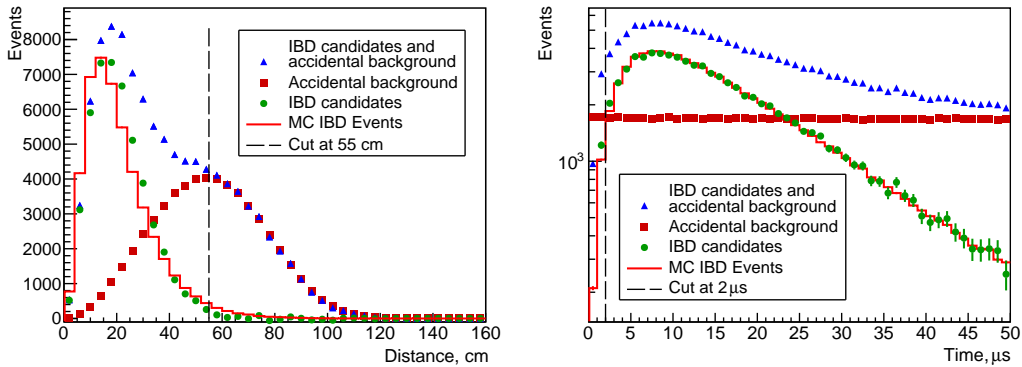 Events
8000
7000
6000
5000
4000
3000
2000
1000
0
IBD candidates and
accidental background
Accidental background
IBD candidates
MC IBD Events
Cut at 55 cm
0 20 40 60 80 100 120 140 160
Distance, cm
Events
10³
IBD candidates and
accidental background
Accidental background
IBD candidates
MC IBD Events
Cut at 2 μs
0 5 10 15 20 25 30 35 40 45 50
Time, μs